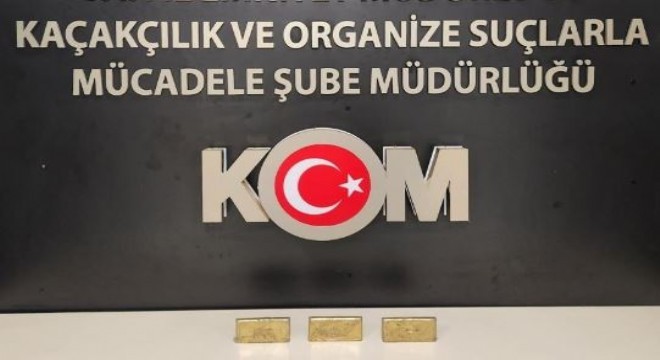 KAÇAKÇILIK VE ORGANİZE SUÇLARLA
MÜCADELE ŞUBE MÜDÜRLÜĞÜ
KOM